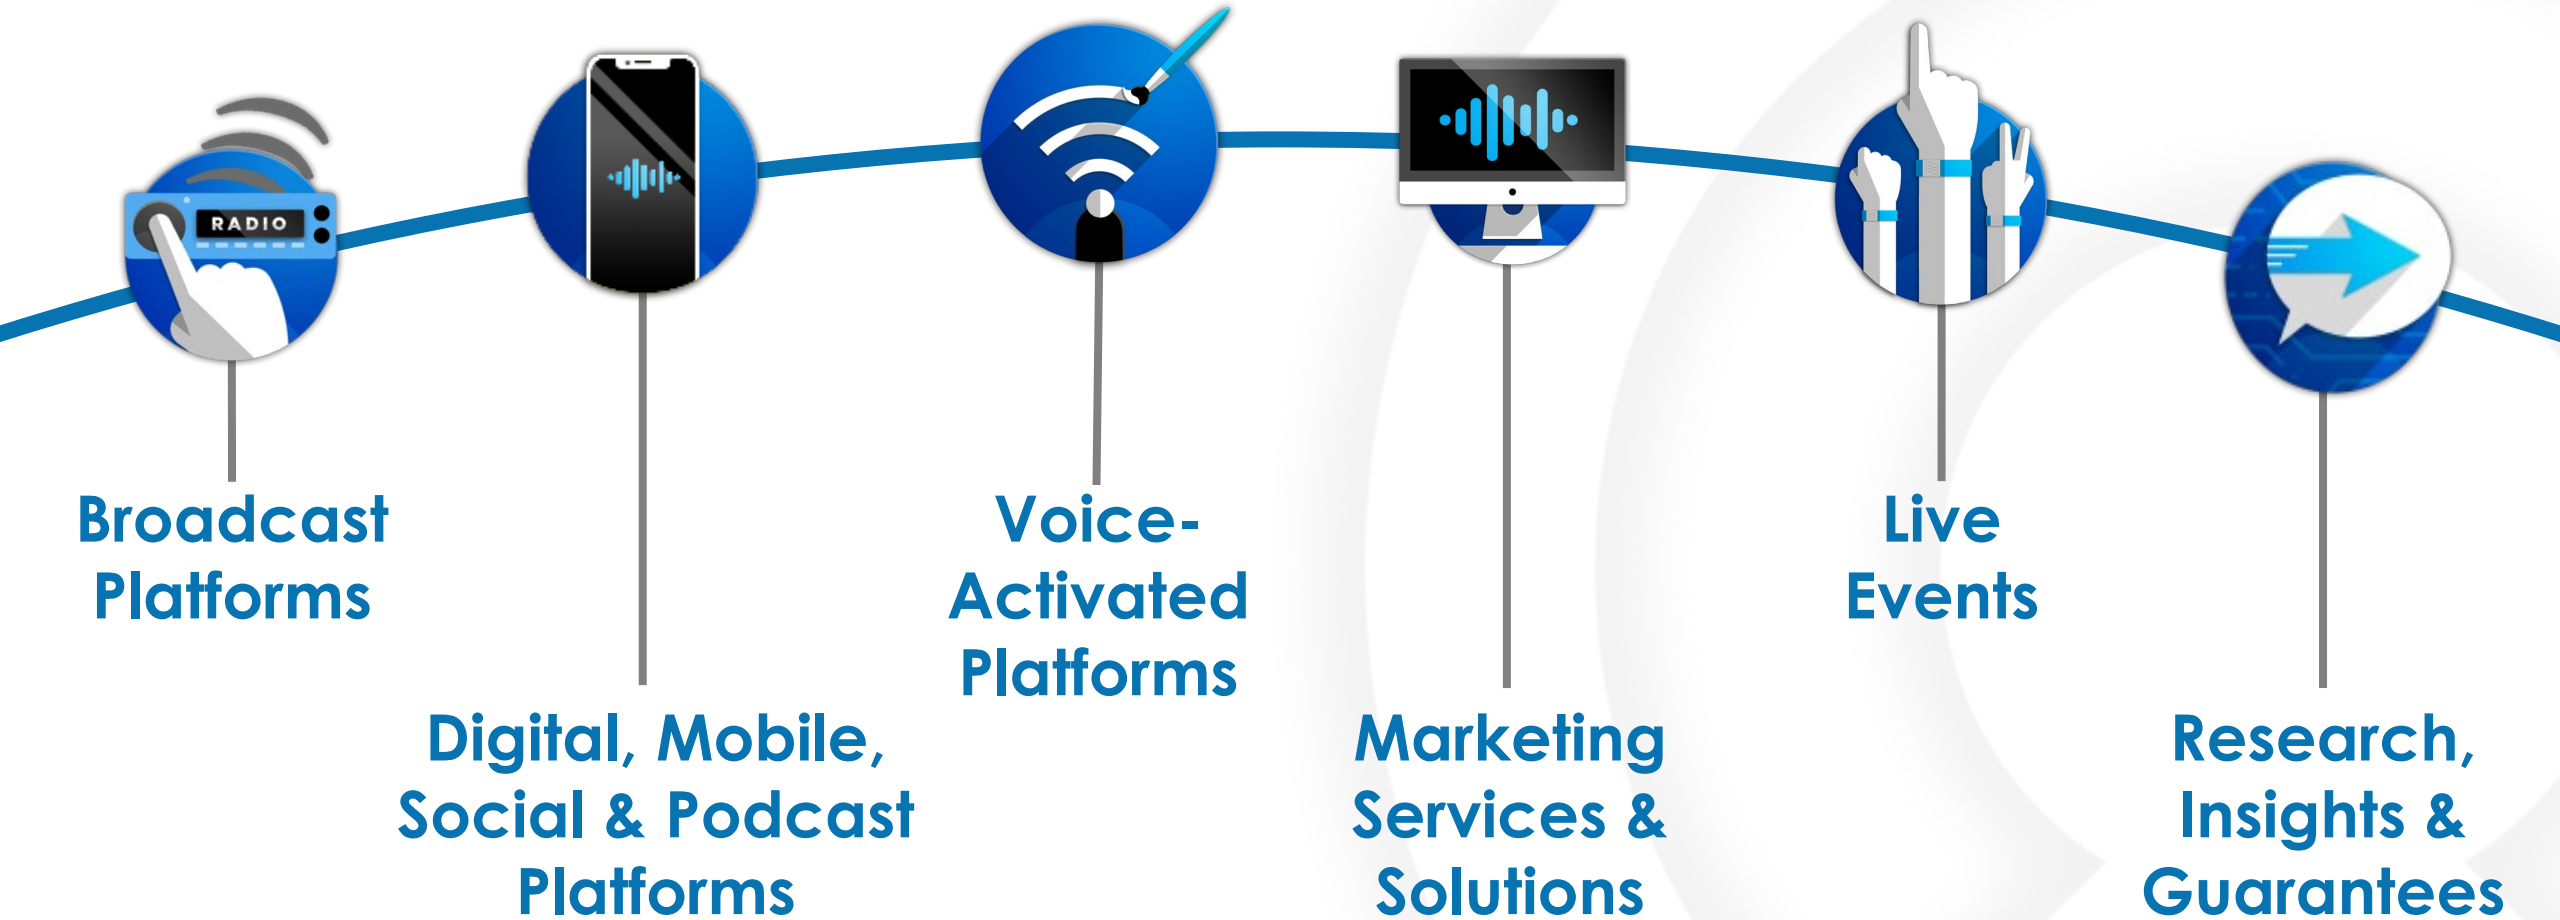 RADIO
Broadcast
Platforms
Digital, Mobile,
Social & Podcast
Platforms
Voice-
Activated
Platforms
Marketing
Services &
Solutions
Live
Events
Research,
Insights &
Guarantees